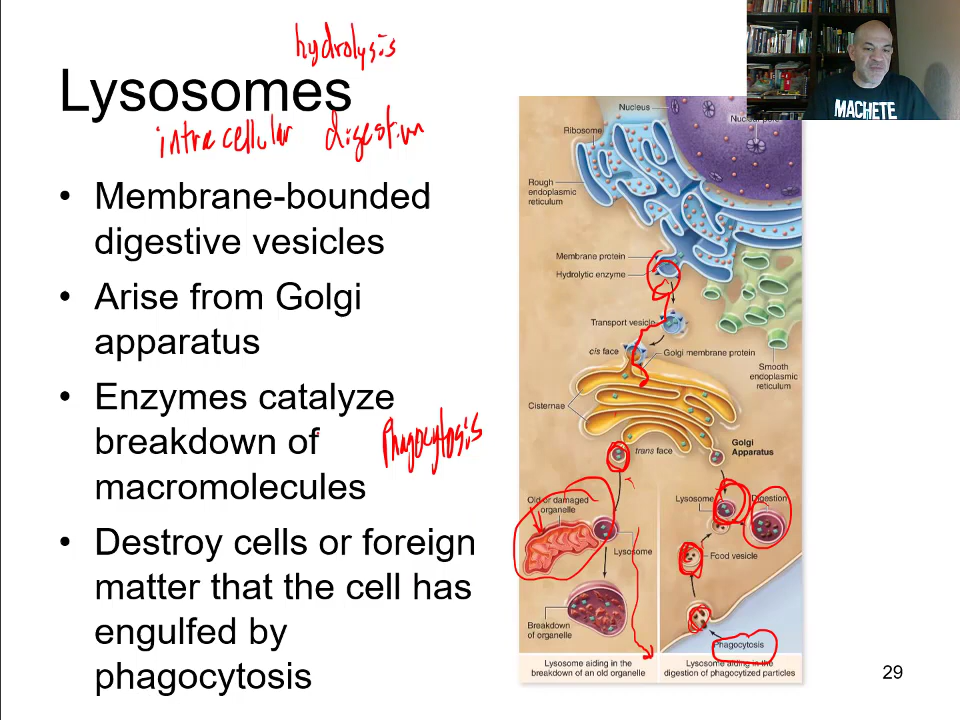 hydrolysis
Lysosomes
intracellular digestion
• Membrane-bounded
digestive vesicles
• Arise from Golgi
apparatus
• Enzymes catalyze
breakdown of
macromolecules
Phagocytosis
• Destroy cells or foreign
matter that the cell has
engulfed by
phagocytosis
MACHETE
Nucleus
Nuclear pore
Ribosome
Rough
endoplasmic
reticulum
Membrane protein
Hydrolytic enzyme
Transport vesicle
cis face
Golgi membrane protein
Smooth
endoplasmic
reticulum
Cisternae
trans face
Golgi
Apparatus
Old or damaged
organelle
Lysosome
Digestion
Lysosome
Food vesicle
Breakdown
of organelle
Phagocytosis
Lysosome aiding in the
breakdown of an old organelle
Lysosome aiding in the
digestion of phagocytized particles
29